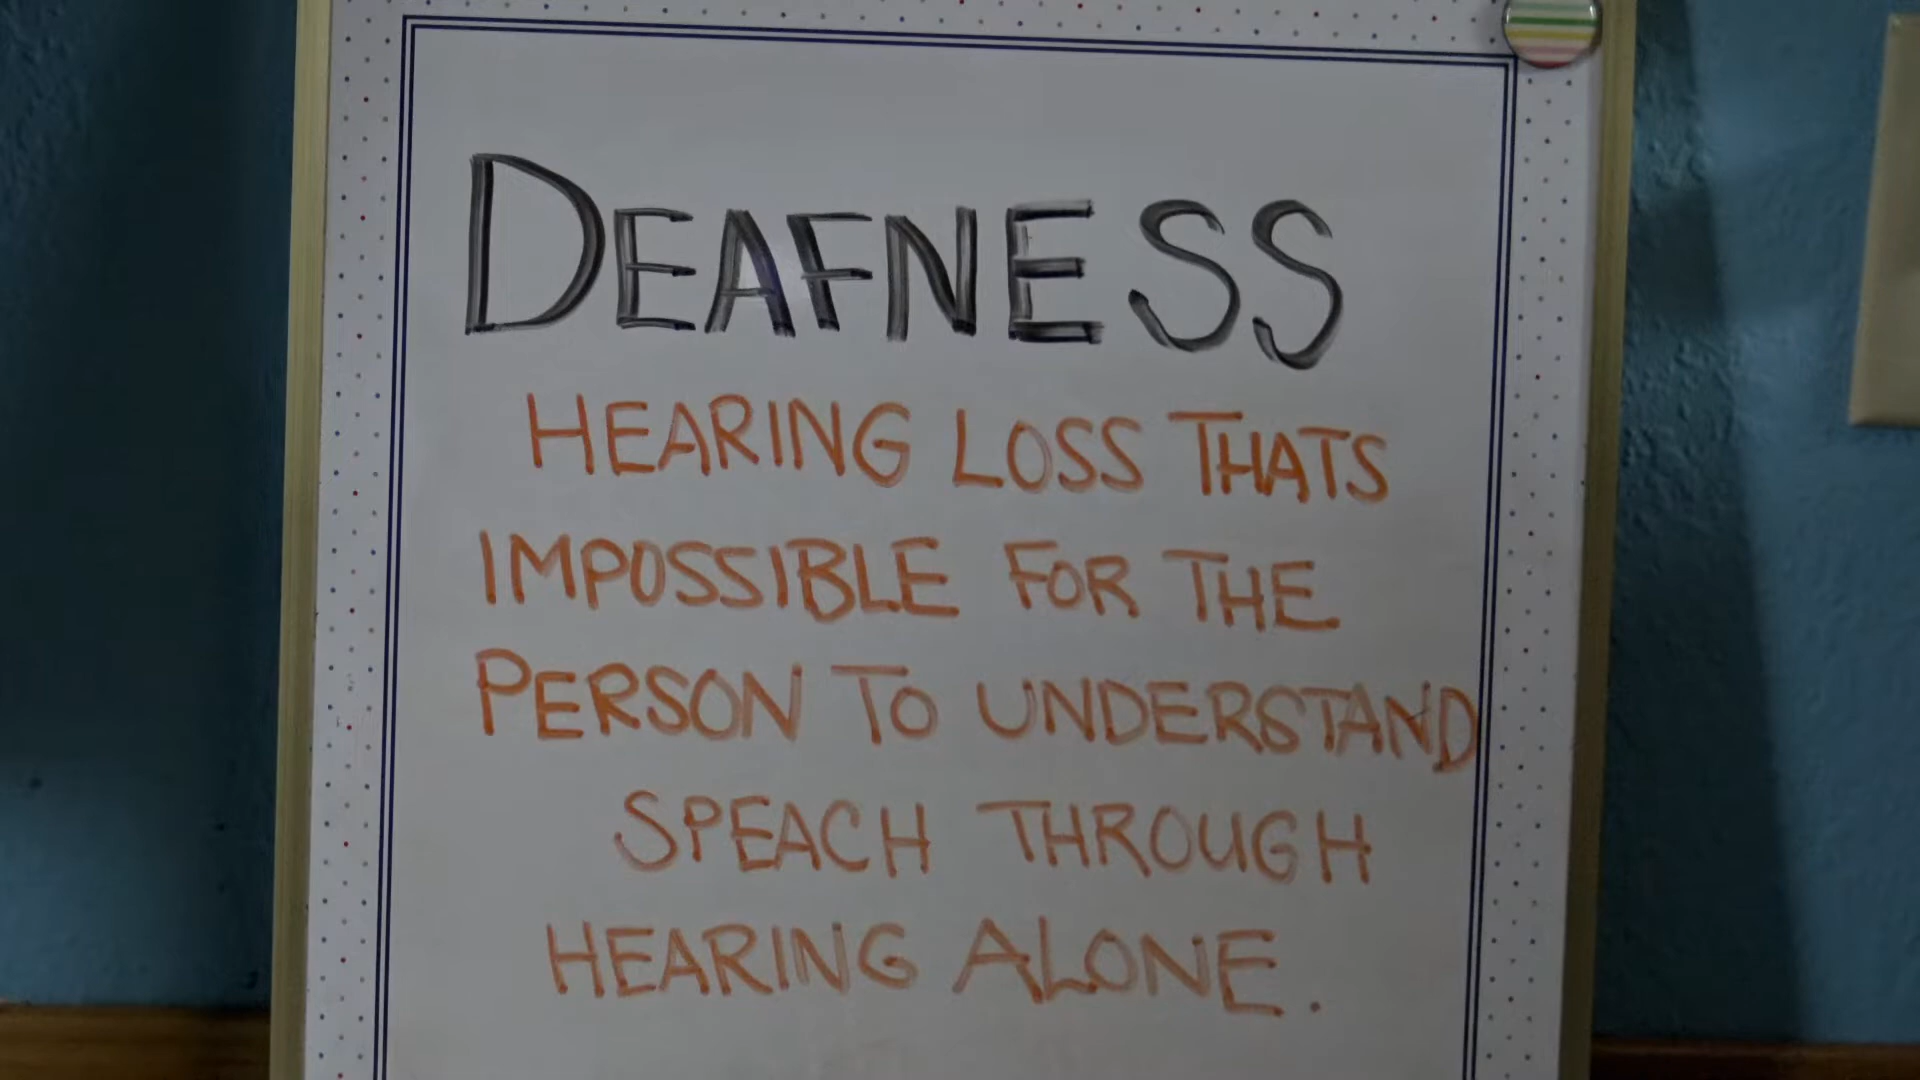 DEAFNESS
HEARING LOSS THATS
IMPOSSIBLE FOR THE
PERSON TO UNDERSTAND
SPEACH THROUGH
HEARING ALONE.